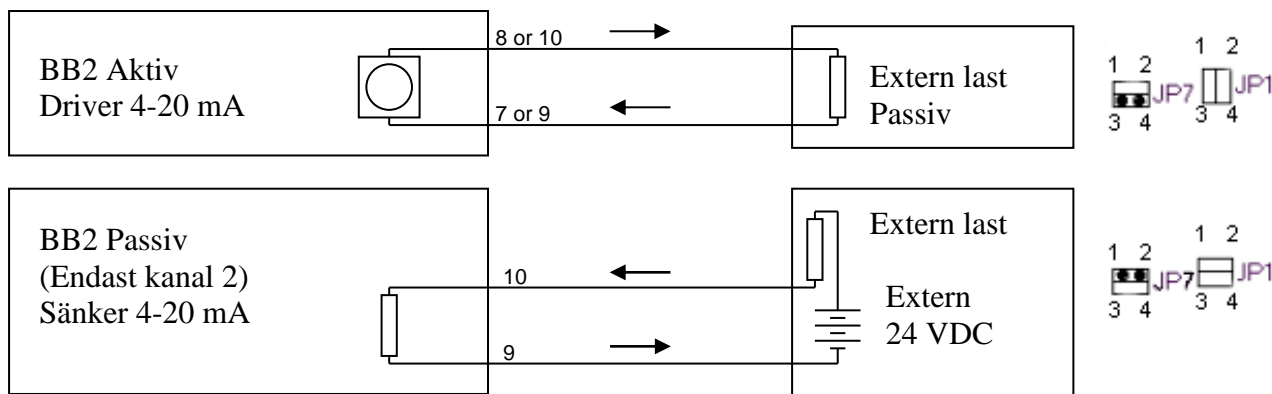 8 or 10
BB2 Aktiv
Driver 4-20 mA
7 or 9
Extern last
Passiv
1 2
1 2
JP7
JP1
3 4
3 4
BB2 Passiv
(Endast kanal 2)
Sänker 4-20 mA
10
9
Extern last
Extern
24 VDC
1 2
1 2
JP7
JP1
3 4
3 4